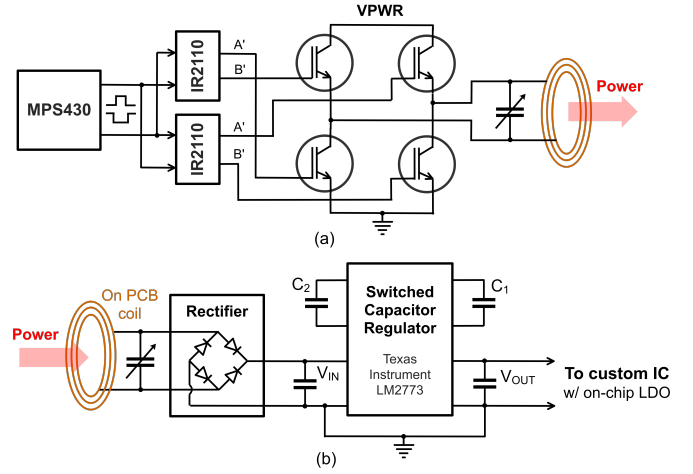 VPWR
MPS430
IR2110
A'
B'
IR2110
A'
B'
Power
(a)
On PCB
coil
Power
Rectifier
C2
Switched
Capacitor
Regulator
C1
VIN
Texas
Instrument
LM2773
VOUT
To custom IC
w/ on-chip LDO
(b)